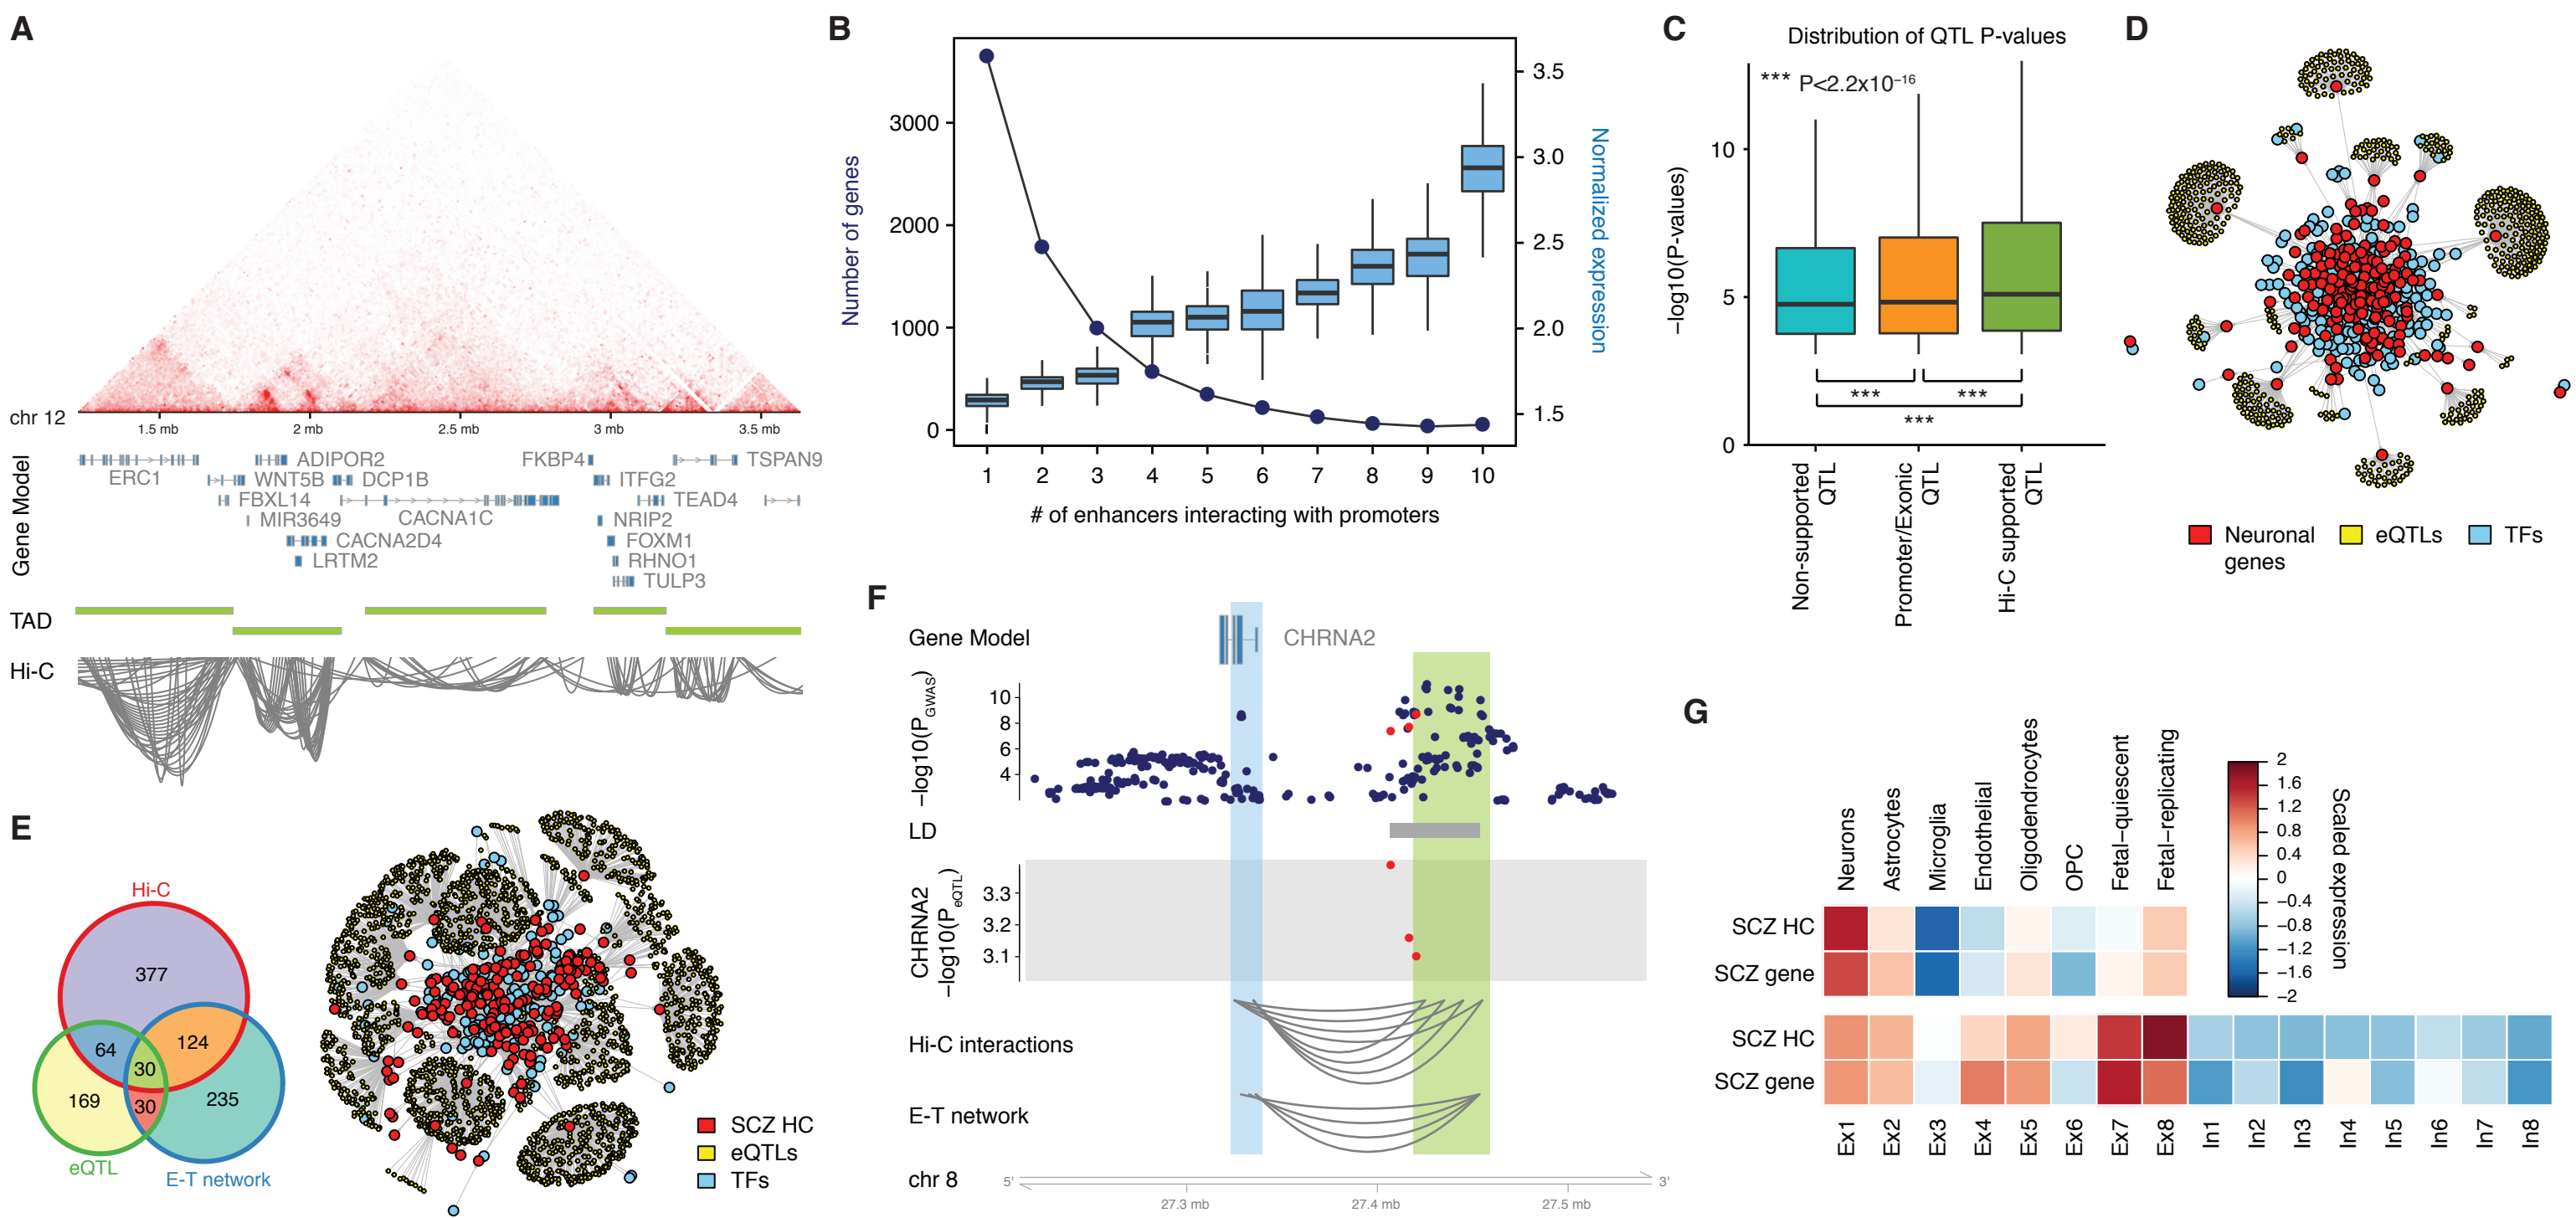 A
chr 12
1.5 mb
2 mb
2.5 mb
3 mb
3.5 mb
Gene Model
ERC1
ADIPOR2
WNT5B
DCP1B
FBXL14
MIR3649
CACNA1C
CACNA2D4
LRTM2
FKBP4
ITFG2
TSPAN9
TEAD4
NRIP2
FOXM1
RHNO1
TULP3
TAD
Hi-C
B
Number of genes
3000
2000
1000
0
3.5
3.0
2.5
2.0
1.5
Normalized expression
1 2 3 4 5 6 7 8 9 10
# of enhancers interacting with promoters
C
Distribution of QTL P-values
*** P<2.2x10−16
−log10(P-values)
10
5
0
***
***
***
Non-supported
QTL
Promoter/Exonic
QTL
Hi-C supported
QTL
D
Neuronal
genes
eQTLs
TFs
E
Hi-C
377
64
124
30
169
30
235
eQTL
E-T network
SCZ HC
eQTLs
TFs
F
Gene Model
CHRNA2
−log10(PGWAS)
10
8
6
4
LD
CHRNA2
−log10(PeQTL)
3.3
3.2
3.1
Hi-C interactions
E-T network
chr 8
5'
3'
27.3 mb
27.4 mb
27.5 mb
G
Neurons
Astrocytes
Microglia
Endothelial
Oligodendrocytes
OPC
Fetal−quiescent
Fetal−replicating
SCZ HC
SCZ gene
SCZ HC
SCZ gene
Ex1 Ex2 Ex3 Ex4 Ex5 Ex6 Ex7 Ex8 In1 In2 In3 In4 In5 In6 In7 In8
2
1.6
1.2
0.8
0.4
0
−0.4
−0.8
−1.2
−1.6
−2
Scaled expression